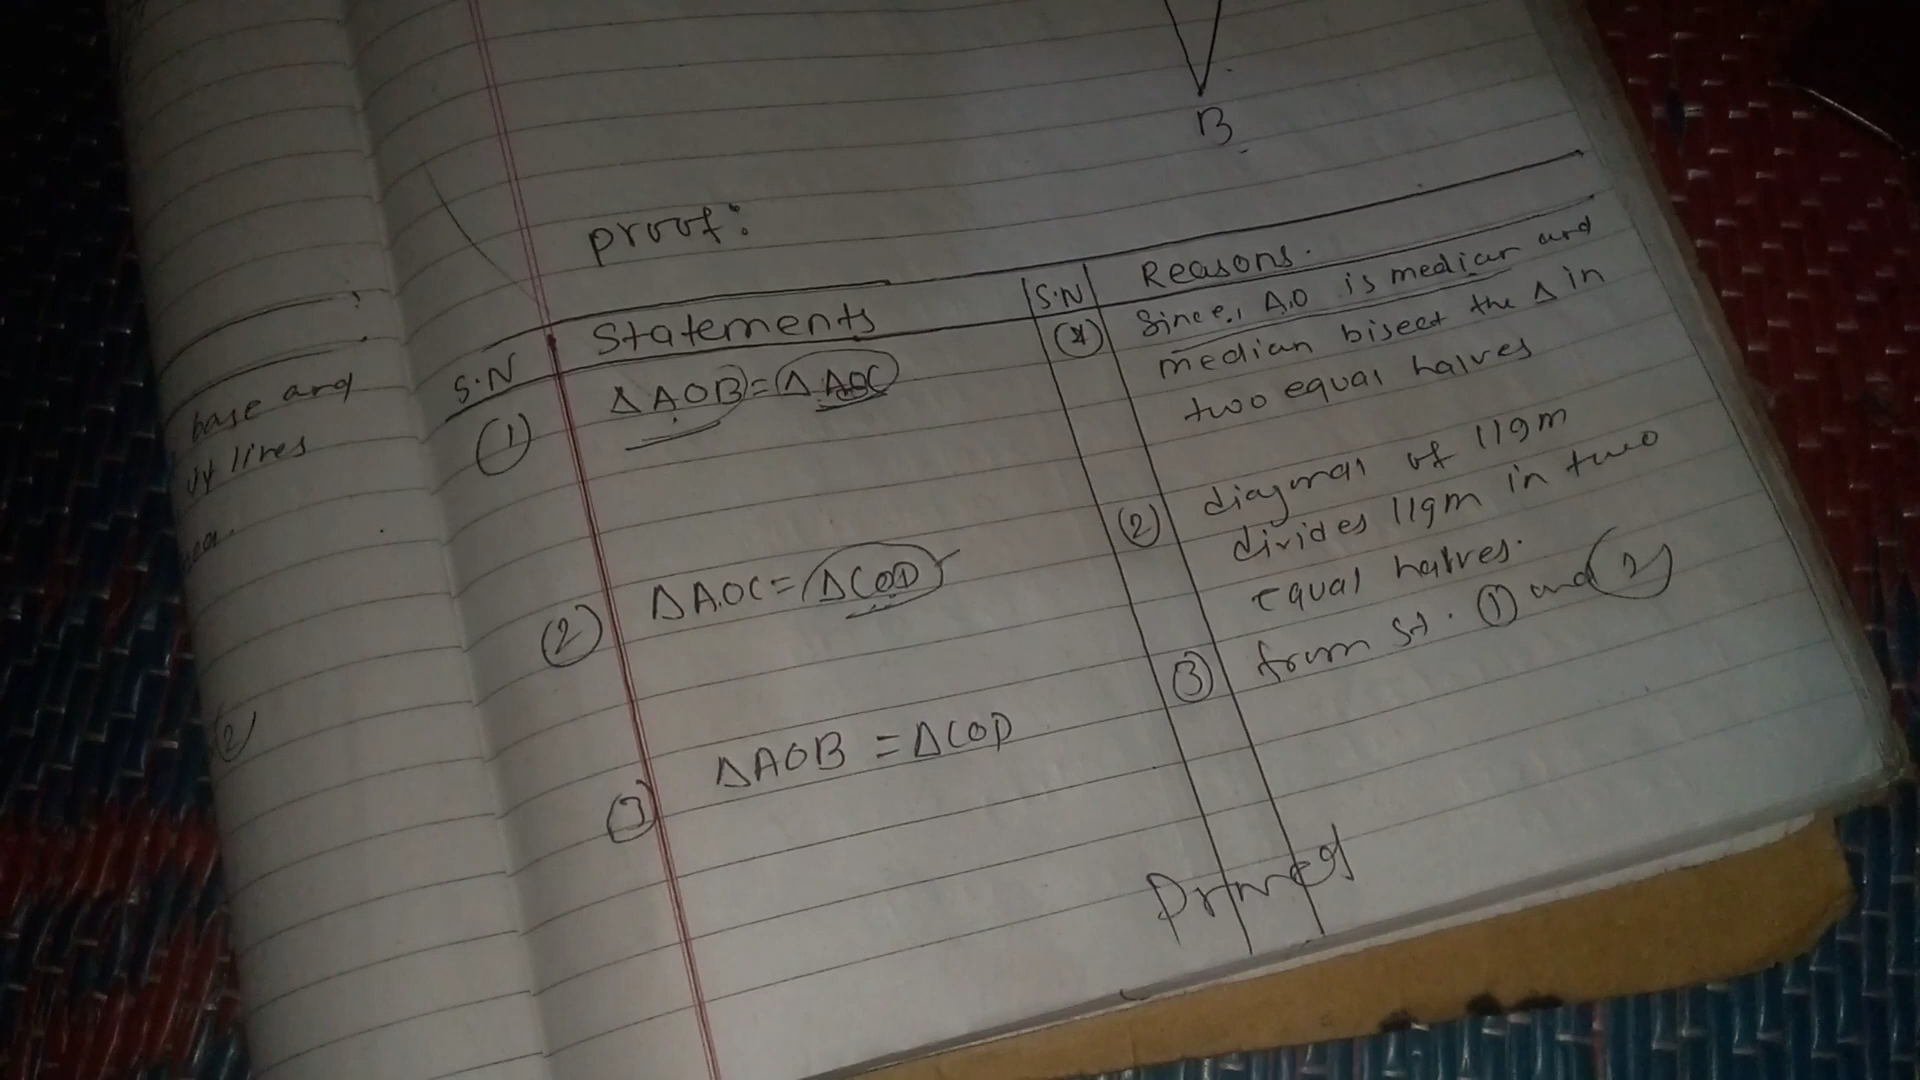 B
proof:
S.N Statements S.N Reasons.
(1) ΔAOB = ΔAOC (1) Since, AO is median and
median bisect the Δ in
two equal halves
(2) ΔAOC = ΔCOD (2) diagonal of llgm
divides llgm in two
equal halves.
(3) ΔAOB = ΔCOD (3) from st. (1) and (2)
Proved
base and
lines
(2)